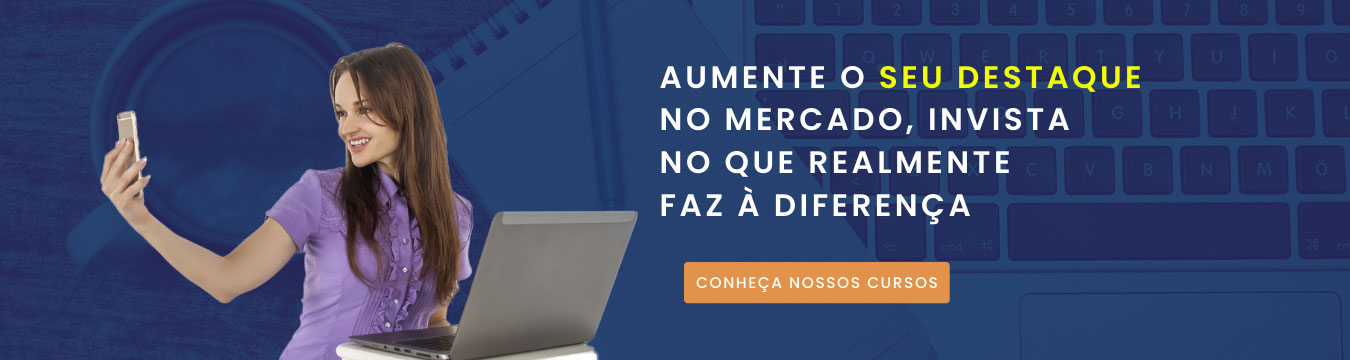 AUMENTE O SEU DESTAQUE
NO MERCADO, INVISTA
NO QUE REALMENTE
FAZ À DIFERENÇA
CONHEÇA NOSSOS CURSOS